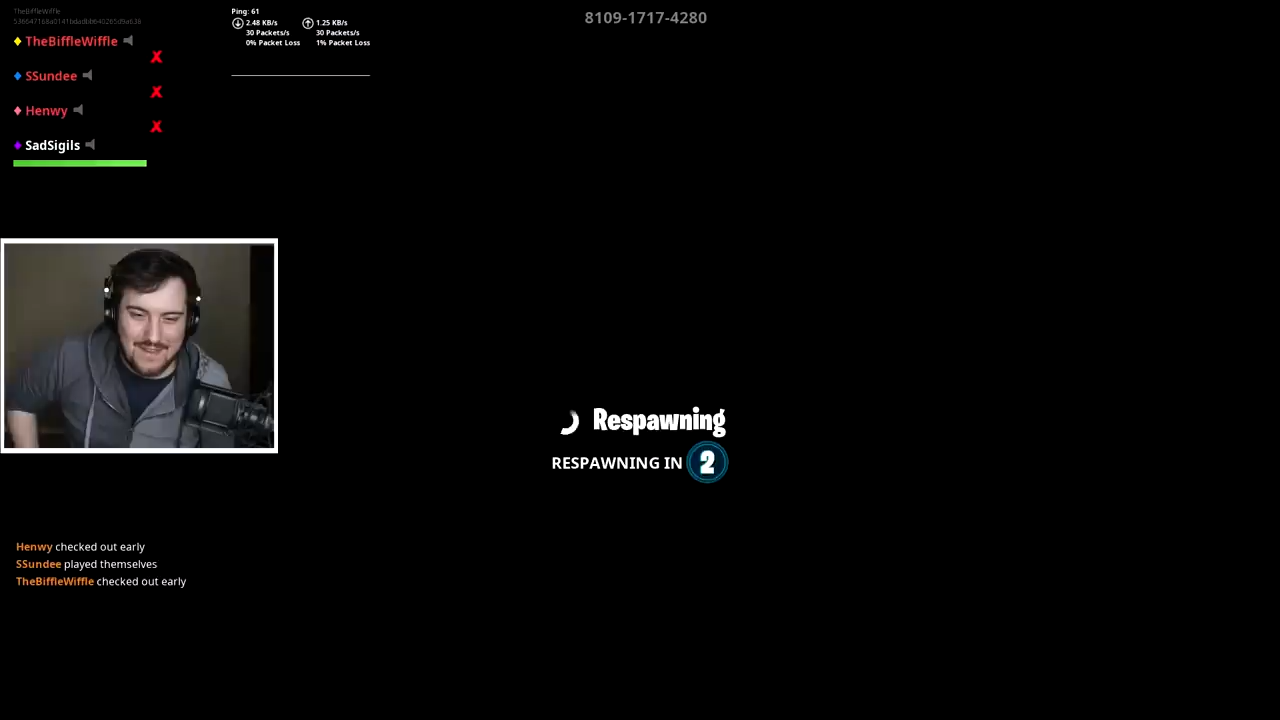 TheBiffleWiffle
TheBiffleWiffle
SSundee
Henwy
SadSigils
Ping: 61
2.48 KB/s 1.25 KB/s
30 Packets/s 30 Packets/s
0% Packet Loss 1% Packet Loss
8109-1717-4280
Respawning
RESPAWNING IN 2
Henwy checked out early
SSundee played themselves
TheBiffleWiffle checked out early